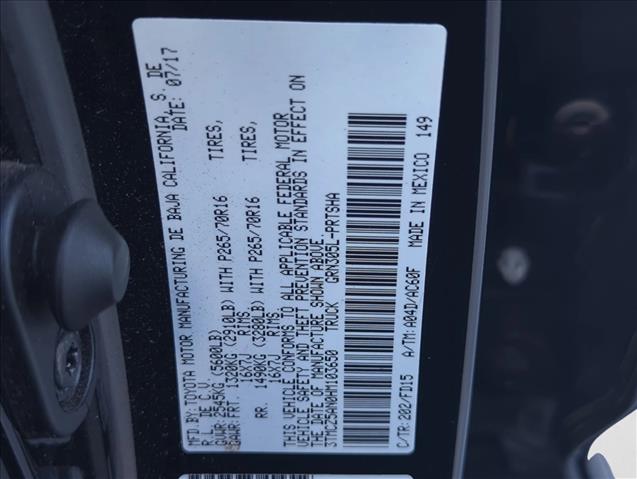 MFD.BY: TOYOTA MOTOR MANUFACTURING DE BAJA CALIFORNIA, S. DE
R.L. DE C.V. DATE: 07/17
GVWR: 2545KG (5600LB)
GAWR: FRT. 1320KG (2910LB) WITH P265/70R16 TIRES,
16X7J RIMS,
RR. 1490KG (3280LB) WITH P265/70R16 TIRES,
16X7J RIMS
THIS VEHICLE CONFORMS TO ALL APPLICABLE FEDERAL MOTOR
VEHICLE SAFETY AND THEFT PREVENTION STANDARDS IN EFFECT ON
THE DATE OF MANUFACTURE SHOWN ABOVE.
3TMCZ5AN0HM103650 TRUCK GRN305L-PRTSHA
C/TR: 202/FD15 A/TM: A04D/AC60F MADE IN MEXICO 149